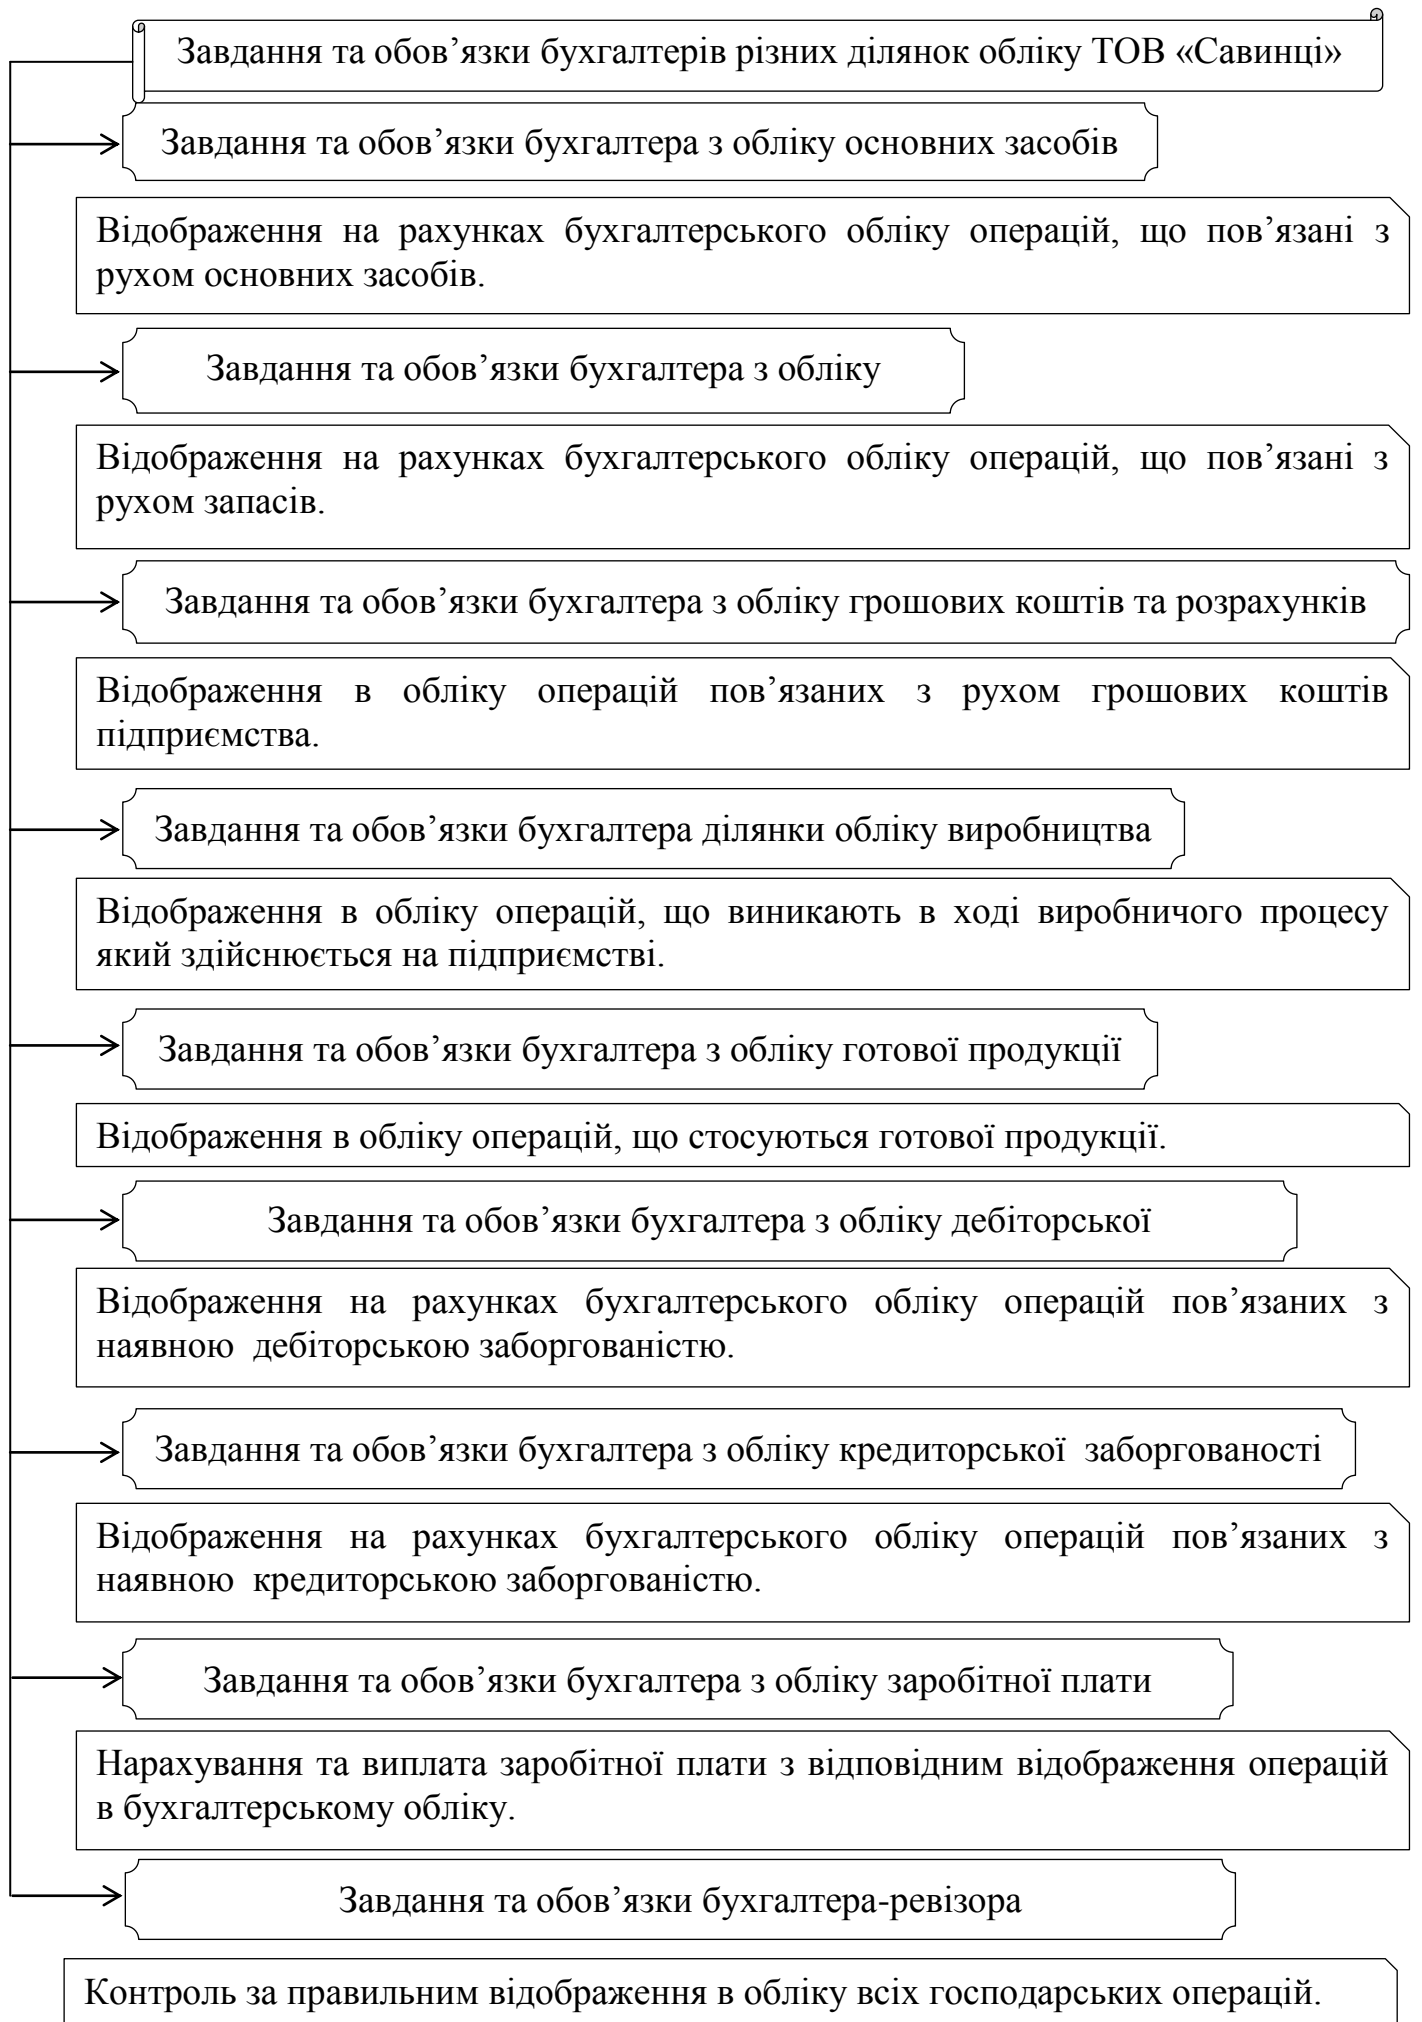 Завдання та обов’язки бухгалтерів різних ділянок обліку ТОВ «Савинці»
Завдання та обов’язки бухгалтера з обліку основних засобів
Відображення на рахунках бухгалтерського обліку операцій, що пов’язані з
рухом основних засобів.
Завдання та обов’язки бухгалтера з обліку
Відображення на рахунках бухгалтерського обліку операцій, що пов’язані з
рухом запасів.
Завдання та обов’язки бухгалтера з обліку грошових коштів та розрахунків
Відображення в обліку операцій пов’язаних з рухом грошових коштів
підприємства.
Завдання та обов’язки бухгалтера ділянки обліку виробництва
Відображення в обліку операцій, що виникають в ході виробничого процесу
який здійснюється на підприємстві.
Завдання та обов’язки бухгалтера з обліку готової продукції
Відображення в обліку операцій, що стосуються готової продукції.
Завдання та обов’язки бухгалтера з обліку дебіторської
Відображення на рахунках бухгалтерського обліку операцій пов’язаних з
наявною дебіторською заборгованістю.
Завдання та обов’язки бухгалтера з обліку кредиторської заборгованості
Відображення на рахунках бухгалтерського обліку операцій пов’язаних з
наявною кредиторською заборгованістю.
Завдання та обов’язки бухгалтера з обліку заробітної плати
Нарахування та виплата заробітної плати з відповідним відображення операцій
в бухгалтерському обліку.
Завдання та обов’язки бухгалтера-ревізора
Контроль за правильним відображення в обліку всіх господарських операцій.